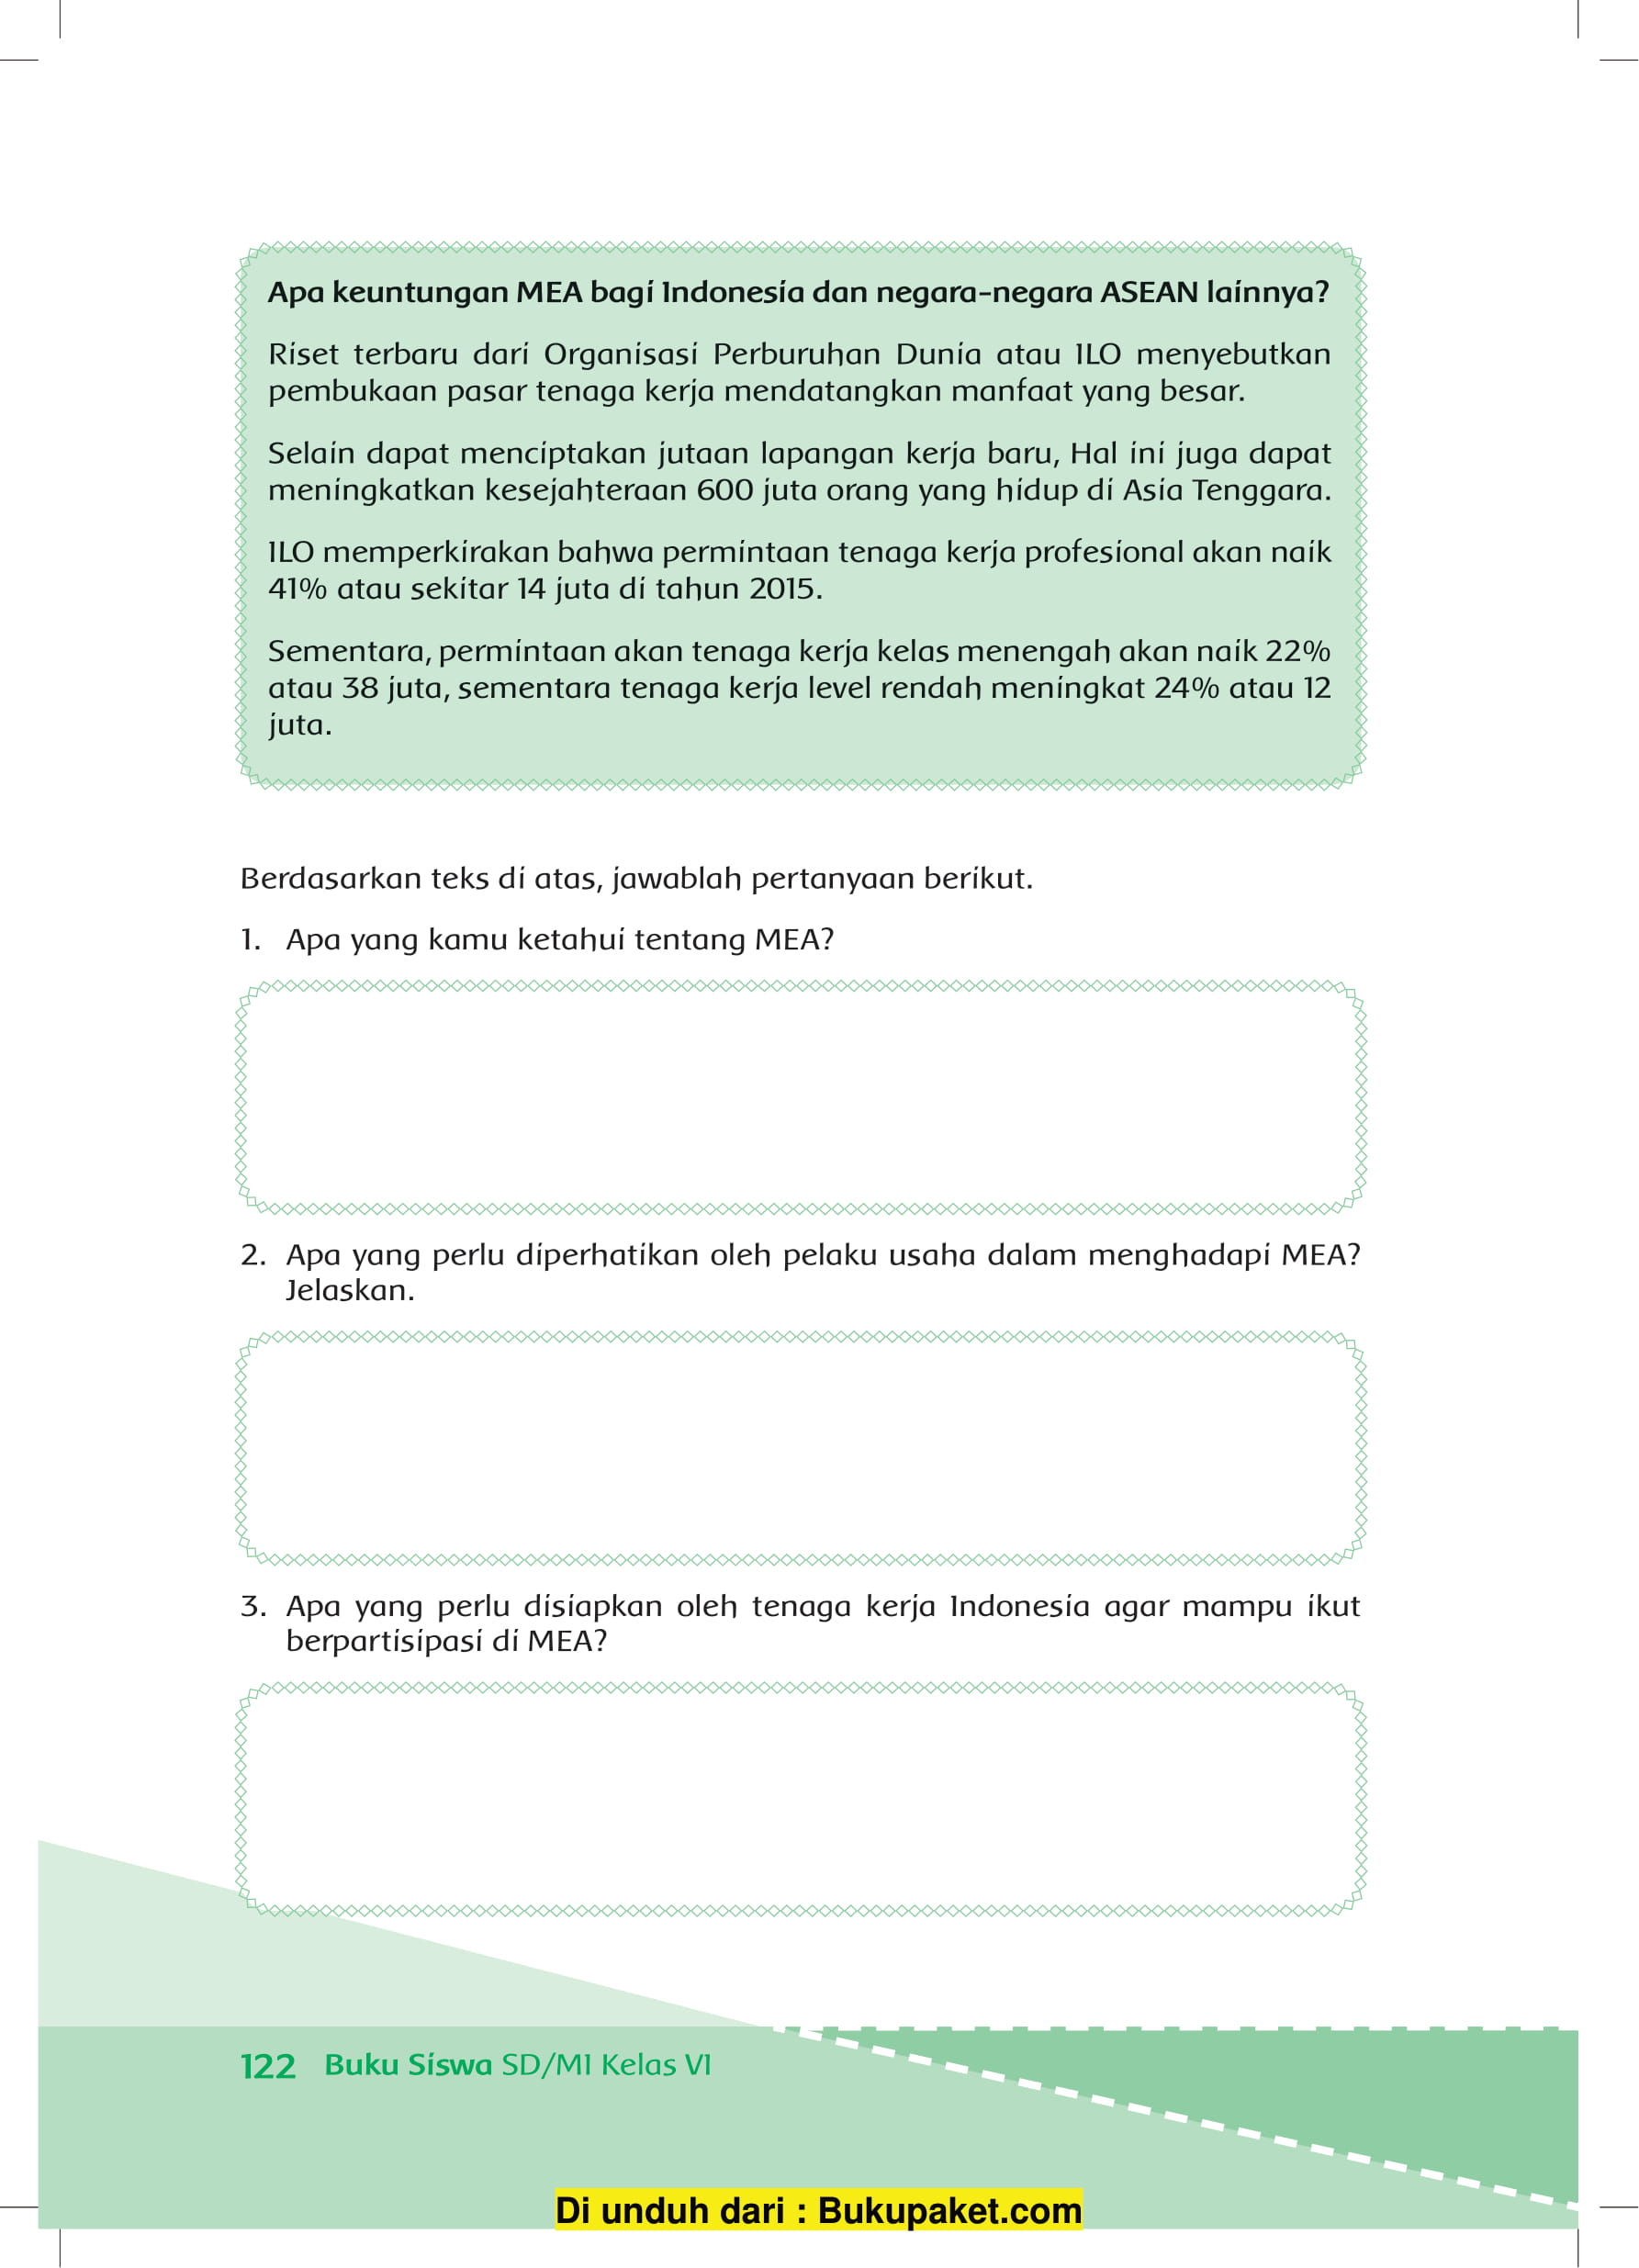 Apa keuntungan MEA bagi Indonesia dan negara-negara ASEAN lainnya?
Riset terbaru dari Organisasi Perburuhan Dunia atau ILO menyebutkan
pembukaan pasar tenaga kerja mendatangkan manfaat yang besar.
Selain dapat menciptakan jutaan lapangan kerja baru, Hal ini juga dapat
meningkatkan kesejahteraan 600 juta orang yang hidup di Asia Tenggara.
ILO memperkirakan bahwa permintaan tenaga kerja profesional akan naik
41% atau sekitar 14 juta di tahun 2015.
Sementara, permintaan akan tenaga kerja kelas menengah akan naik 22%
atau 38 juta, sementara tenaga kerja level rendah meningkat 24% atau 12
juta.
Berdasarkan teks di atas, jawablah pertanyaan berikut.
1. Apa yang kamu ketahui tentang MEA?
2. Apa yang perlu diperhatikan oleh pelaku usaha dalam menghadapi MEA?
Jelaskan.
3. Apa yang perlu disiapkan oleh tenaga kerja Indonesia agar mampu ikut
berpartisipasi di MEA?
122 Buku Siswa SD/MI Kelas VI
Di unduh dari : Bukupaket.com